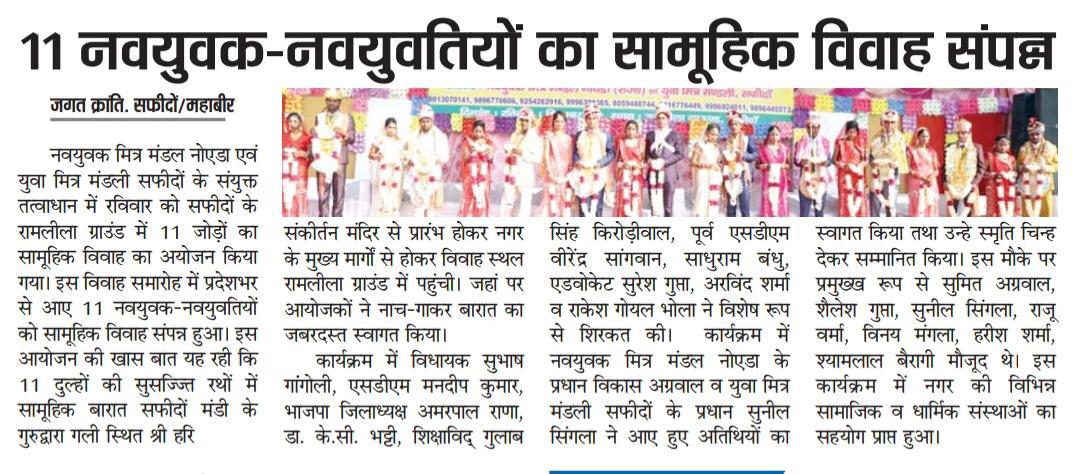 11 नवयुवक-नवयुवतियों का सामूहिक विवाह संपन्न
जगत क्रांति. सफीदों/महाबीर
नवयुवक मित्र मंडल नोएडा एवं
युवा मित्र मंडली सफीदों के संयुक्त
तत्वाधान में रविवार को सफीदों के
रामलीला ग्राउंड में 11 जोड़ों का
सामूहिक विवाह का अयोजन किया
गया। इस विवाह समारोह में प्रदेशभर
से आए 11 नवयुवक-नवयुवतियों
को सामूहिक विवाह संपन्न हुआ। इस
आयोजन की खास बात यह रही कि
11 दुल्हों की सुसज्जित रथों में
सामूहिक बारात सफीदों मंडी के
गुरुद्वारा गली स्थित श्री हरि
संकीर्तन मंदिर से प्रारंभ होकर नगर
के मुख्य मार्गों से होकर विवाह स्थल
रामलीला ग्राउंड में पहुंची। जहां पर
आयोजकों ने नाच-गाकर बारात का
जबरदस्त स्वागत किया।
कार्यक्रम में विधायक सुभाष
गांगोली, एसडीएम मनदीप कुमार,
भाजपा जिलाध्यक्ष अमरपाल राणा,
डा. के.सी. भट्टी, शिक्षाविद् गुलाब
सिंह किरोड़ीवाल, पूर्व एसडीएम
वीरेंद्र सांगवान, साधुराम बंधु,
एडवोकेट सुरेश गुप्ता, अरविंद शर्मा
व राकेश गोयल भोला ने विशेष रूप
से शिरकत की। कार्यक्रम में
नवयुवक मित्र मंडल नोएडा के
प्रधान विकास अग्रवाल व युवा मित्र
मंडली सफीदों के प्रधान सुनील
सिंगला ने आए हुए अतिथियों का
स्वागत किया तथा उन्हे स्मृति चिन्ह
देकर सम्मानित किया। इस मौके पर
प्रमुख्ख रूप से सुमित अग्रवाल,
शैलेश गुप्ता, सुनील सिंगला, राजू
वर्मा, विनय मंगला, हरीश शर्मा,
श्यामलाल बैरागी मौजूद थे। इस
कार्यक्रम में नगर की विभिन्न
सामाजिक व धार्मिक संस्थाओं का
सहयोग प्राप्त हुआ।